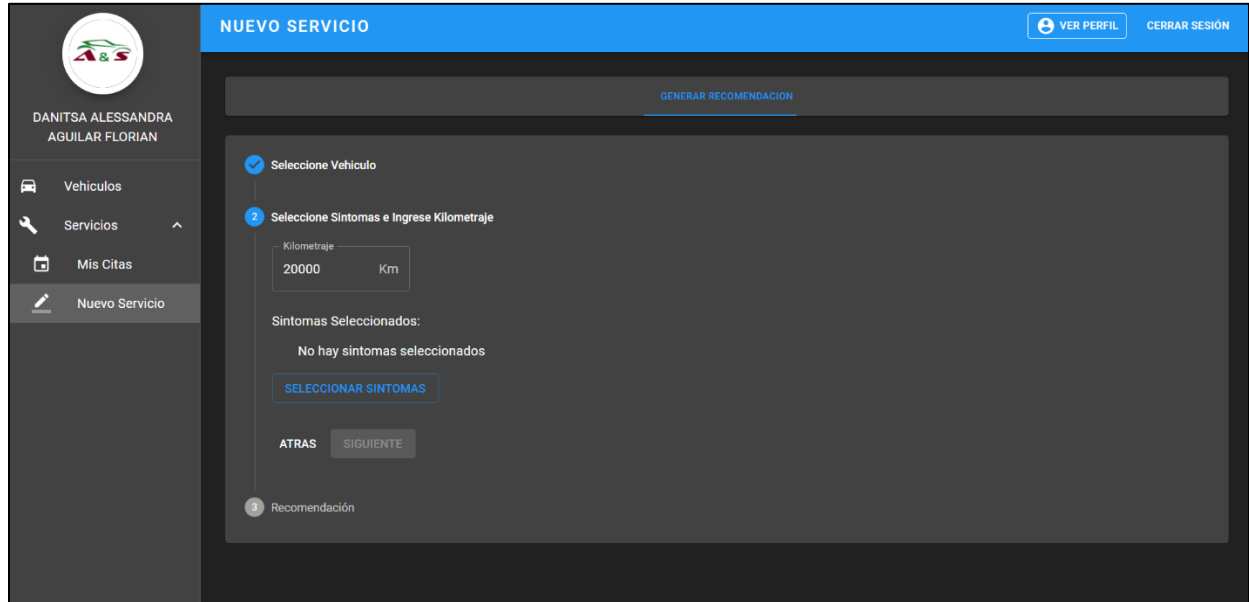 A & S
DANITSA ALESSANDRA
AGUILAR FLORIAN
Vehiculos
Servicios
Mis Citas
Nuevo Servicio
NUEVO SERVICIO
VER PERFIL
CERRAR SESIÓN
GENERAR RECOMENDACION
Seleccione Vehiculo
2 Seleccione Sintomas e Ingrese Kilometraje
Kilometraje
20000 Km
Sintomas Seleccionados:
No hay sintomas seleccionados
SELECCIONAR SINTOMAS
ATRAS SIGUIENTE
3 Recomendación